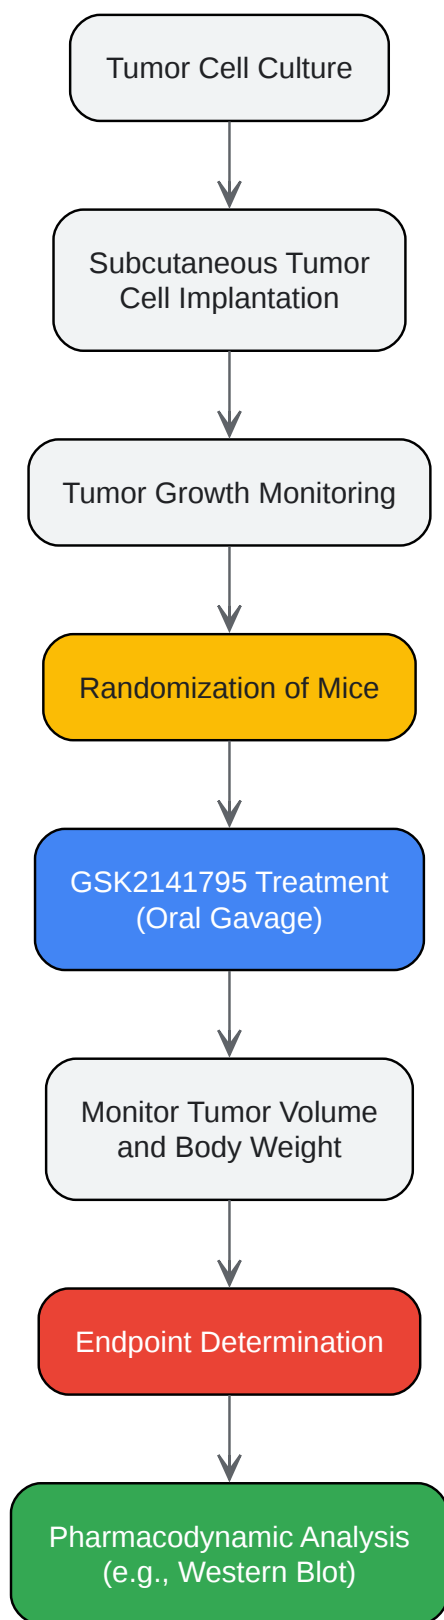 Tumor Cell Culture
Subcutaneous Tumor
Cell Implantation
Tumor Growth Monitoring
Randomization of Mice
GSK2141795 Treatment
(Oral Gavage)
Monitor Tumor Volume
and Body Weight
Endpoint Determination
Pharmacodynamic Analysis
(e.g., Western Blot)